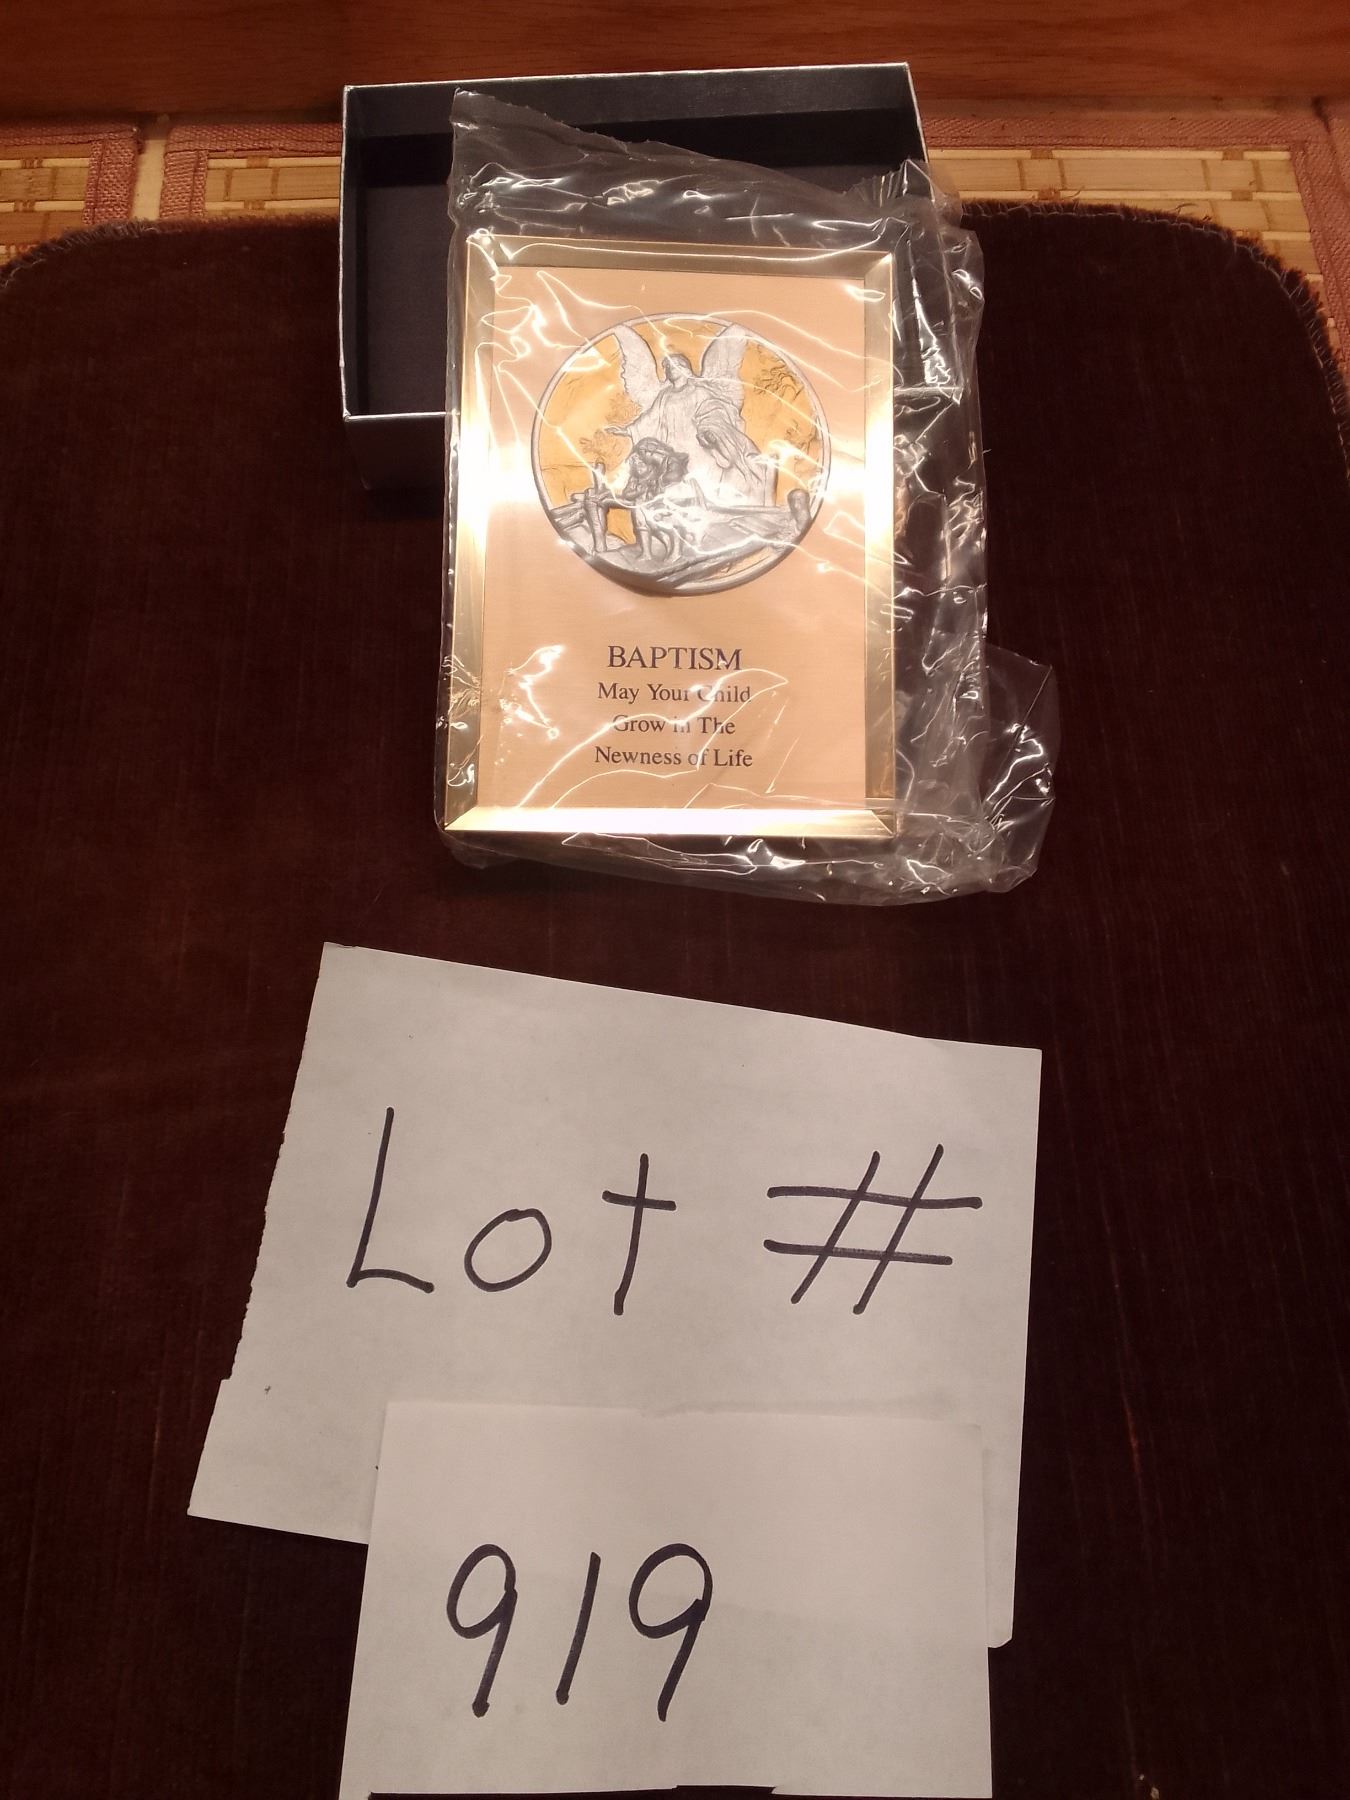 BAPTISM
May Your Child
Grow in The
Newness of Life
Lot #
919